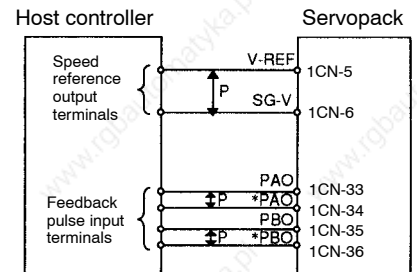 Host controller
Servopack
Speed
reference
output
terminals
V-REF
1CN-5
P
SG-V
1CN-6
Feedback
pulse input
terminals
PAO
1CN-33
P
*PAO
1CN-34
PBO
1CN-35
P
*PBO
1CN-36